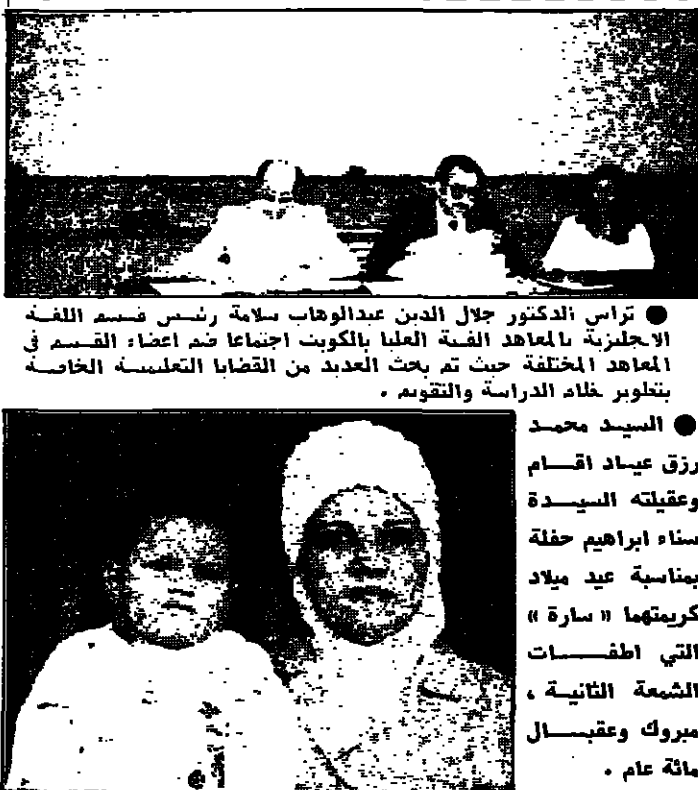 ● تراس الدكتور جلال الدين عبدالوهاب سلامة رئيس قسم اللغة
الانجليزية بالمعاهد الفنية العليا بالكويت اجتماعا ضم اعضاء القسم في
المعاهد المختلفة حيث تم بحث العديد من القضايا التعليمية الخاصة
بتطوير نظام الدراسة والتقويم .
● السيد محمد
رزق عياد اقام
وعقيلته السيدة
سناء ابراهيم حفلة
بمناسبة عيد ميلاد
كريمتهما « سارة »
التي اطفات
الشمعة الثانية ،
مبروك وعقبال
مائة عام .